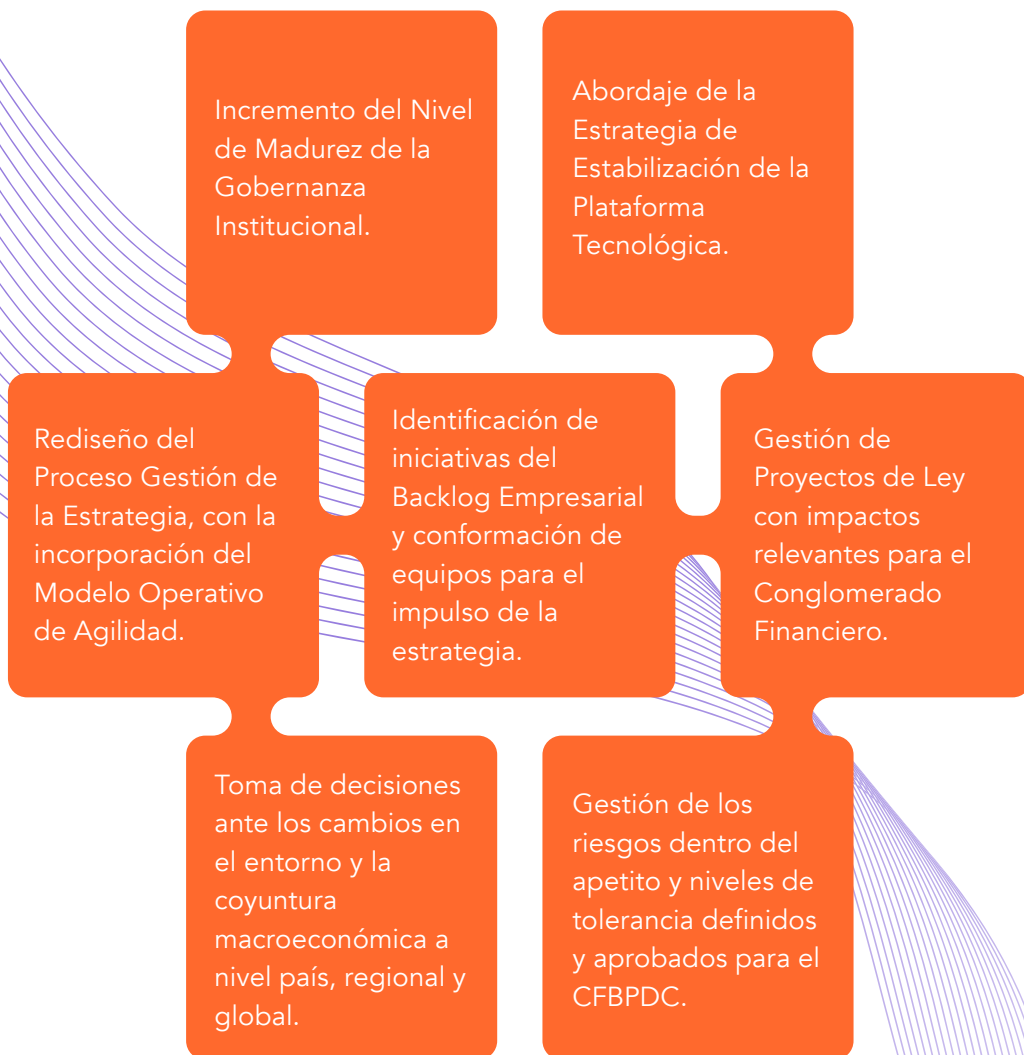 Incremento del Nivel
de Madurez de la
Gobernanza
Institucional.
Abordaje de la
Estrategia de
Estabilización de la
Plataforma
Tecnológica.
Rediseño del
Proceso Gestión de
la Estrategia, con la
incorporación del
Modelo Operativo
de Agilidad.
Identificación de
iniciativas del
Backlog Empresarial
y conformación de
equipos para el
impulso de la
estrategia.
Gestión de
Proyectos de Ley
con impactos
relevantes para el
Conglomerado
Financiero.
Toma de decisiones
ante los cambios en
el entorno y la
coyuntura
macroeconómica a
nivel país, regional y
global.
Gestión de los
riesgos dentro del
apetito y niveles de
tolerancia definidos
y aprobados para el
CFBPDC.